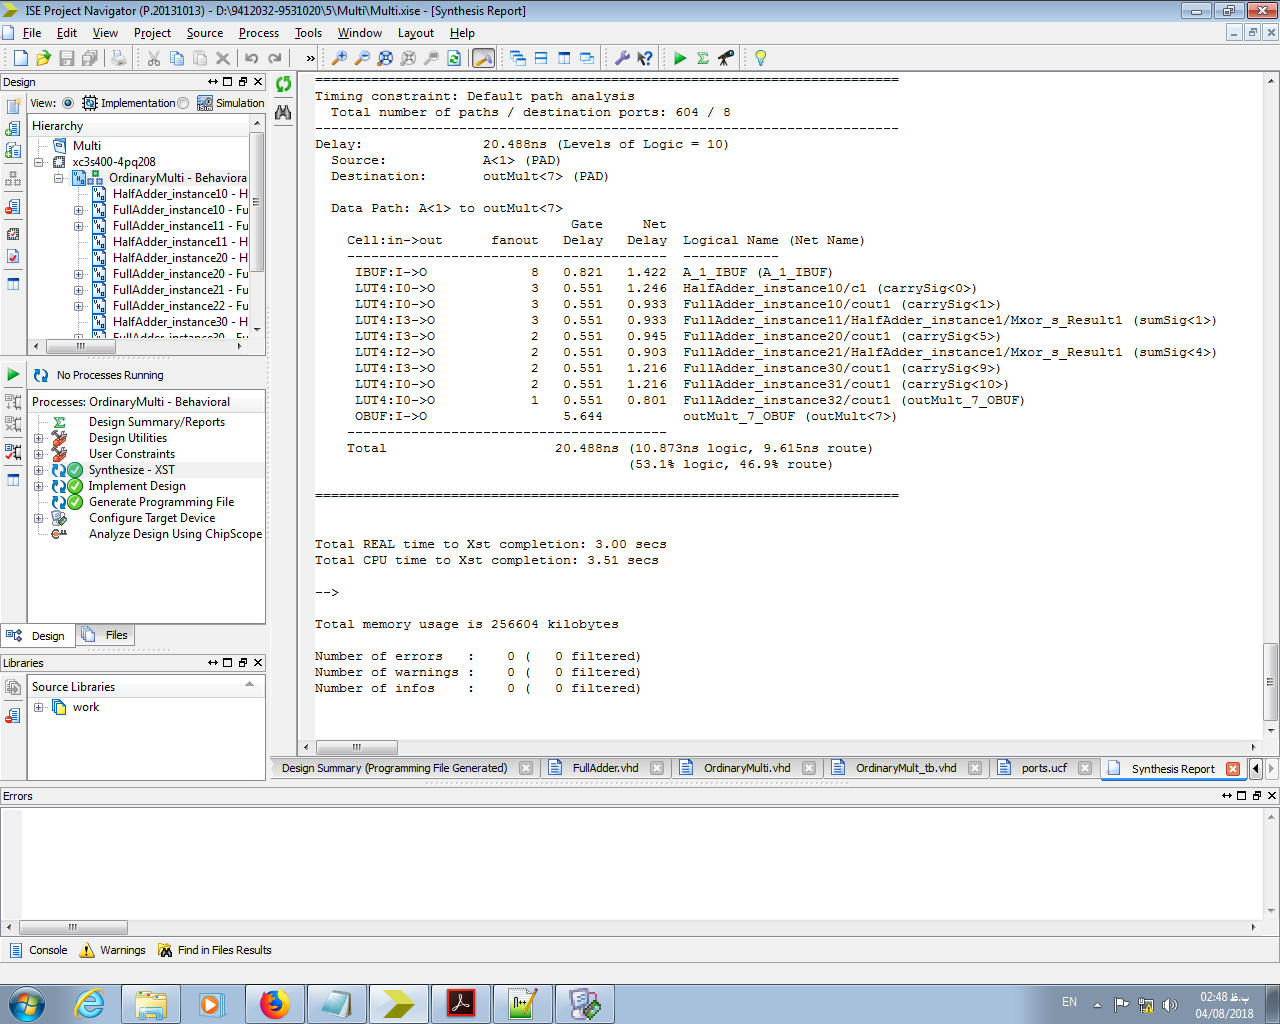 ISE Project Navigator (P.20131013) - D:\9412032-9531020\5\Multi\Multi.xise - [Synthesis Report]
File Edit View Project Source Process Tools Window Layout Help
Design
View: Implementation Simulation
Hierarchy
Multi
xc3s400-4pq208
OrdinaryMulti - Behaviora
HalfAdder_instance10 - H
FullAdder_instance10 - Fu
FullAdder_instance11 - Fu
HalfAdder_instance11 - H
HalfAdder_instance20 - H
FullAdder_instance20 - Fu
FullAdder_instance21 - Fu
FullAdder_instance22 - Fu
HalfAdder_instance30 - H
FullAdder_instance30 - Fu
No Processes Running
Processes: OrdinaryMulti - Behavioral
Design Summary/Reports
Design Utilities
User Constraints
Synthesize - XST
Implement Design
Generate Programming File
Configure Target Device
Analyze Design Using ChipScope
Design Files
Libraries
Source Libraries
work
=========================================================================
Timing constraint: Default path analysis
Total number of paths / destination ports: 604 / 8
-------------------------------------------------------------------------
Delay: 20.488ns (Levels of Logic = 10)
Source: A<1> (PAD)
Destination: outMult<7> (PAD)
Data Path: A<1> to outMult<7>
Gate Net
Cell:in->out fanout Delay Delay Logical Name (Net Name)
---------------------------------------- ------------
IBUF:I->O 8 0.821 1.422 A_1_IBUF (A_1_IBUF)
LUT4:I0->O 3 0.551 1.246 HalfAdder_instance10/c1 (carrySig<0>)
LUT4:I0->O 3 0.551 0.933 FullAdder_instance10/cout1 (carrySig<1>)
LUT4:I3->O 3 0.551 0.933 FullAdder_instance11/HalfAdder_instance1/Mxor_s_Result1 (sumSig<1>)
LUT4:I3->O 2 0.551 0.945 FullAdder_instance20/cout1 (carrySig<5>)
LUT4:I2->O 2 0.551 0.903 FullAdder_instance21/HalfAdder_instance1/Mxor_s_Result1 (sumSig<4>)
LUT4:I3->O 2 0.551 1.216 FullAdder_instance30/cout1 (carrySig<9>)
LUT4:I0->O 2 0.551 1.216 FullAdder_instance31/cout1 (carrySig<10>)
LUT4:I0->O 1 0.551 0.801 FullAdder_instance32/cout1 (outMult_7_OBUF)
OBUF:I->O 5.644 outMult_7_OBUF (outMult<7>)
----------------------------------------
Total 20.488ns (10.873ns logic, 9.615ns route)
(53.1% logic, 46.9% route)
=========================================================================
Total REAL time to Xst completion: 3.00 secs
Total CPU time to Xst completion: 3.51 secs
-->
Total memory usage is 256604 kilobytes
Number of errors : 0 ( 0 filtered)
Number of warnings : 0 ( 0 filtered)
Number of infos : 0 ( 0 filtered)
Design Summary (Programming File Generated) FullAdder.vhd OrdinaryMulti.vhd OrdinaryMult_tb.vhd ports.ucf Synthesis Report
Errors
Console Warnings Find in Files Results
EN
02:48 ب.ظ
04/08/2018